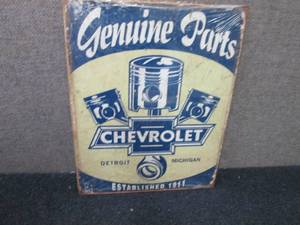 Genuine Parts
CHEVROLET
DETROIT MICHIGAN
ESTABLISHED 1911